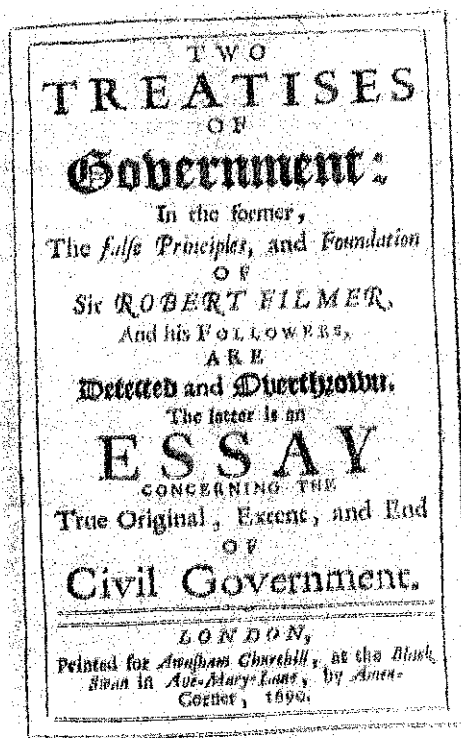 TWO
TREATISES
OF
Government:
In the former,
The false Principles, and Foundation
OF
Sir ROBERT FILMER,
And his FOLLOWERS,
ARE
Detected and Overthrown.
The latter is an
ESSAY
CONCERNING THE
True Original, Extent, and End
OF
Civil Government.
LONDON,
Printed for Awnsham Churchill, at the Black
Swan in Ave-Mary-Lane, by Amen-
Corner, 1690.